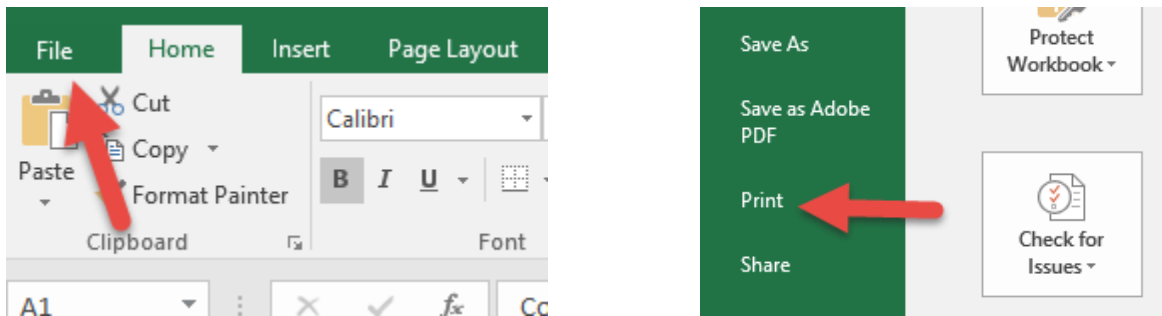 File Home Insert Page Layout
Cut
Calibri
Copy
Paste
B I U
Format Painter
Clipboard
Font
A1
fx
Co
Save As
Save as Adobe
PDF
Print
Share
Protect
Workbook
Check for
Issues